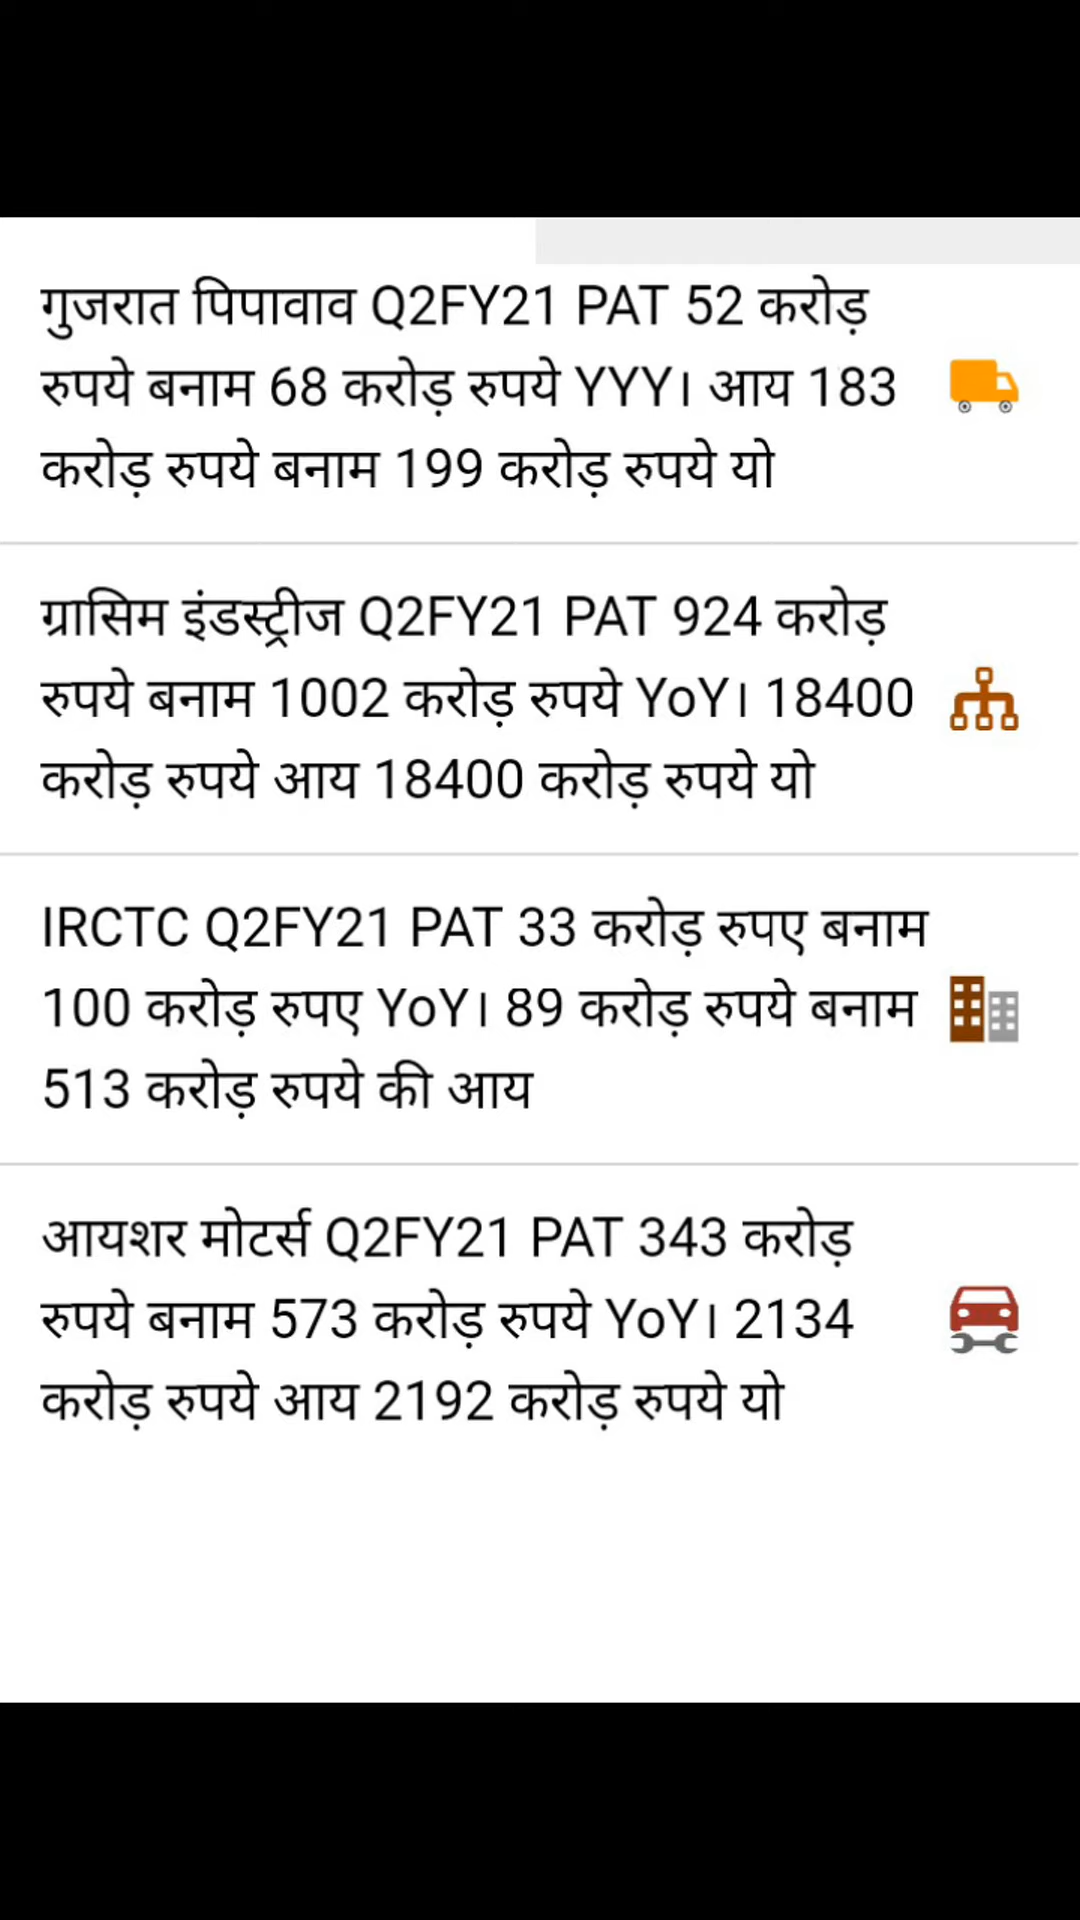 गुजरात पिपावाव Q2FY21 PAT 52 करोड़
रुपये बनाम 68 करोड़ रुपये YYY। आय 183
करोड़ रुपये बनाम 199 करोड़ रुपये यो
ग्रासिम इंडस्ट्रीज Q2FY21 PAT 924 करोड़
रुपये बनाम 1002 करोड़ रुपये YoY। 18400
करोड़ रुपये आय 18400 करोड़ रुपये यो
IRCTC Q2FY21 PAT 33 करोड़ रुपए बनाम
100 करोड़ रुपए YoY। 89 करोड़ रुपये बनाम
513 करोड़ रुपये की आय
आयशर मोटर्स Q2FY21 PAT 343 करोड़
रुपये बनाम 573 करोड़ रुपये YoY। 2134
करोड़ रुपये आय 2192 करोड़ रुपये यो